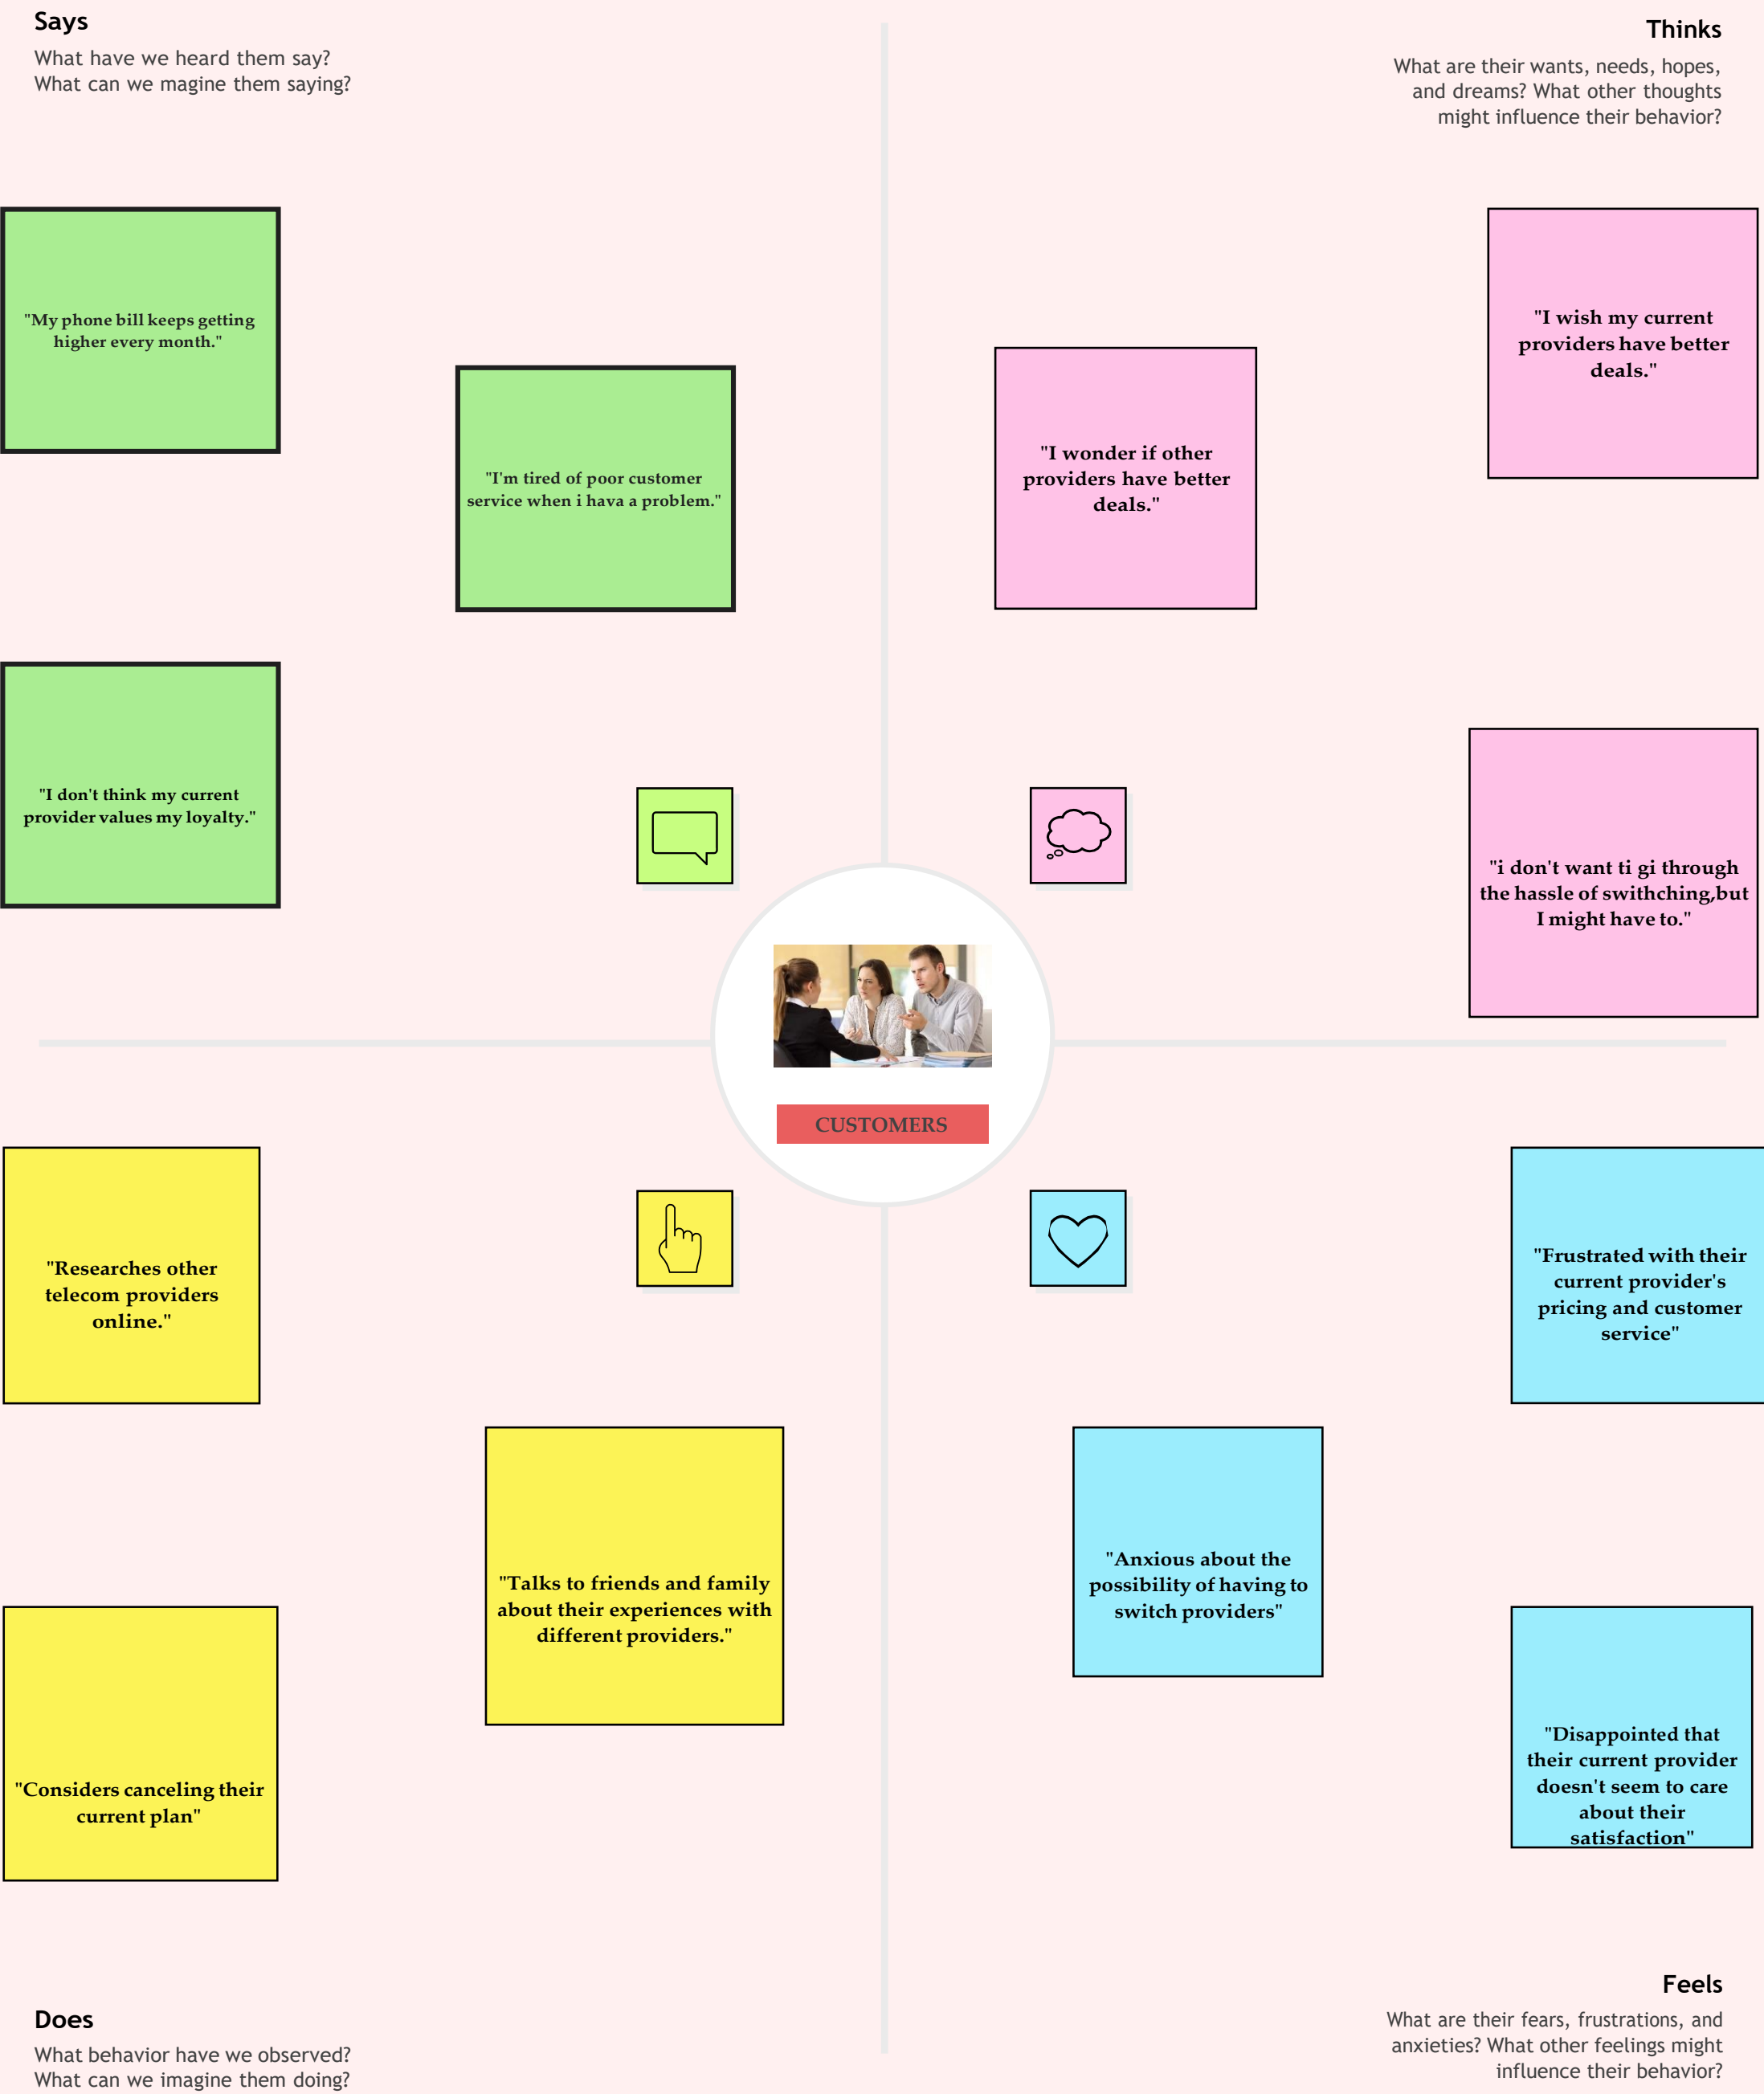 Says
What have we heard them say?
What can we magine them saying?
Thinks
What are their wants, needs, hopes,
and dreams? What other thoughts
might influence their behavior?
"My phone bill keeps getting
higher every month."
"I'm tired of poor customer
service when i hava a problem."
"I don't think my current
provider values my loyalty."
"I wonder if other
providers have better
deals."
"I wish my current
providers have better
deals."
"i don't want ti gi through
the hassle of swithching,but
I might have to."
CUSTOMERS
"Researches other
telecom providers
online."
"Talks to friends and family
about their experiences with
different providers."
"Considers canceling their
current plan"
"Frustrated with their
current provider's
pricing and customer
service"
"Anxious about the
possibility of having to
switch providers"
"Disappointed that
their current provider
doesn't seem to care
about their
satisfaction"
Does
What behavior have we observed?
What can we imagine them doing?
Feels
What are their fears, frustrations, and
anxieties? What other feelings might
influence their behavior?